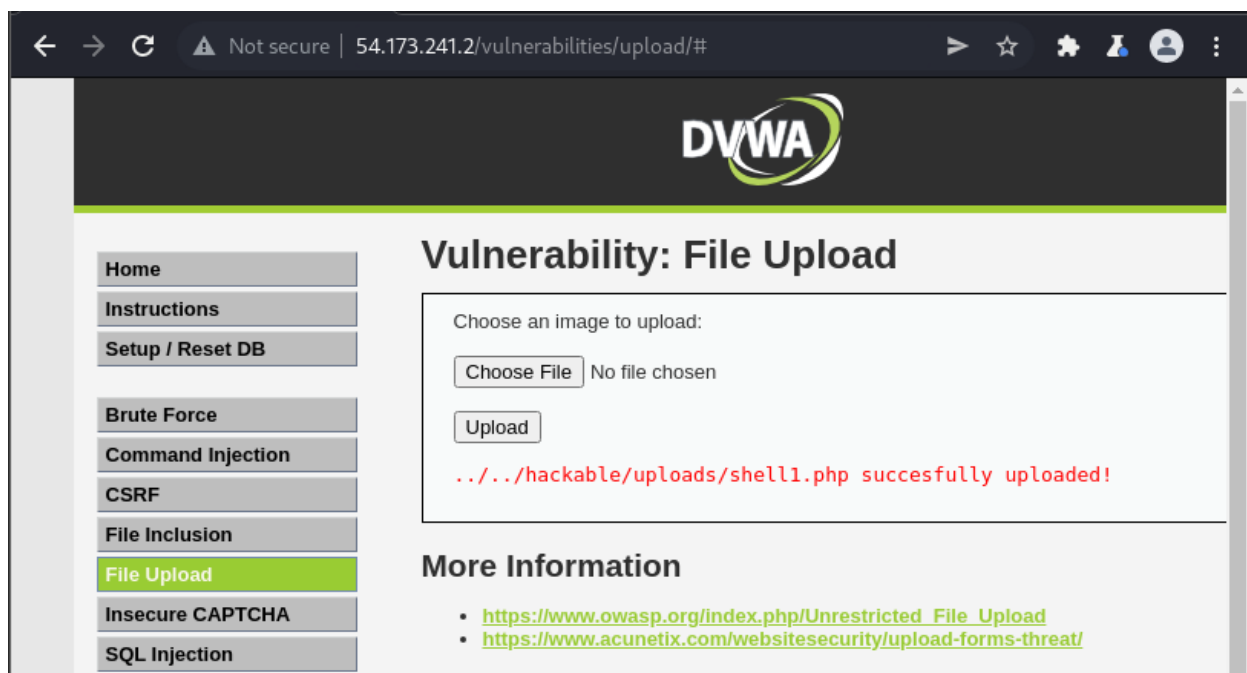 Not secure | 54.173.241.2/vulnerabilities/upload/#
DVWA
Home
Instructions
Setup / Reset DB
Brute Force
Command Injection
CSRF
File Inclusion
File Upload
Insecure CAPTCHA
SQL Injection
Vulnerability: File Upload
Choose an image to upload:
Choose File No file chosen
Upload
../../hackable/uploads/shell1.php succesfully uploaded!
More Information
https://www.owasp.org/index.php/Unrestricted_File_Upload
https://www.acunetix.com/websitesecurity/upload-forms-threat/